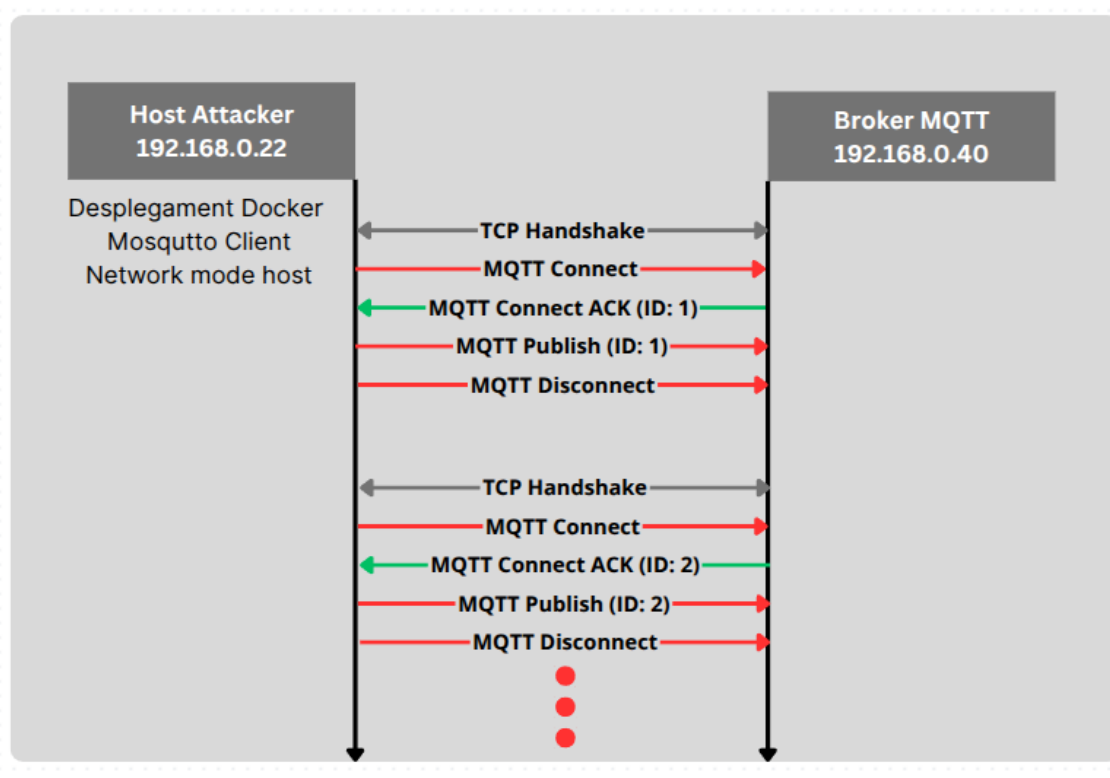 Host Attacker
192.168.0.22
Broker MQTT
192.168.0.40
Desplegament Docker
Mosqutto Client
Network mode host
TCP Handshake
MQTT Connect
MQTT Connect ACK (ID: 1)
MQTT Publish (ID: 1)
MQTT Disconnect
TCP Handshake
MQTT Connect
MQTT Connect ACK (ID: 2)
MQTT Publish (ID: 2)
MQTT Disconnect